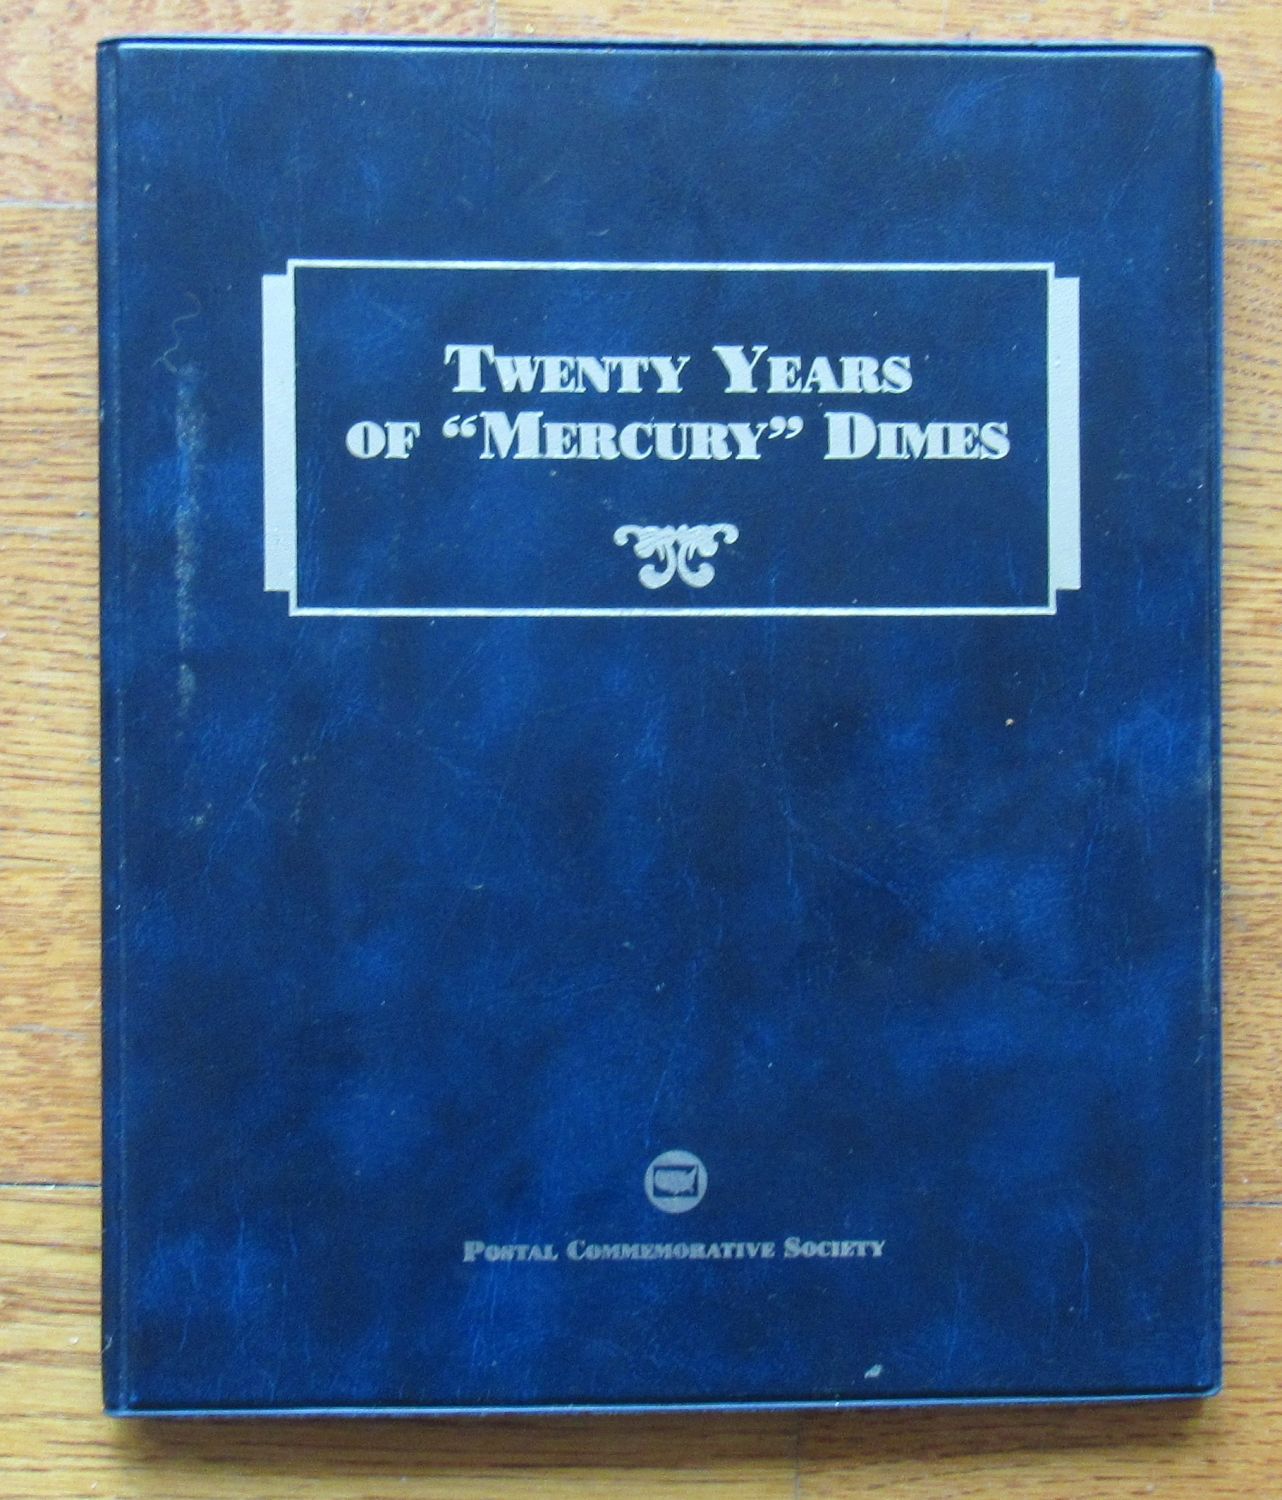 TWENTY YEARS
OF “MERCURY” DIMES
POSTAL COMMEMORATIVE SOCIETY